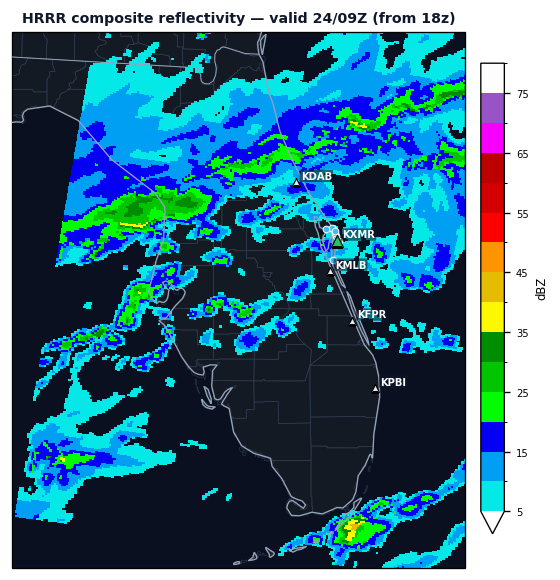 HRRR composite reflectivity — valid 24/09Z (from 18z)
KDAB
KXMR
KMLB
KFPR
KPBI
75
65
55
45
35
25
15
5
dBZ